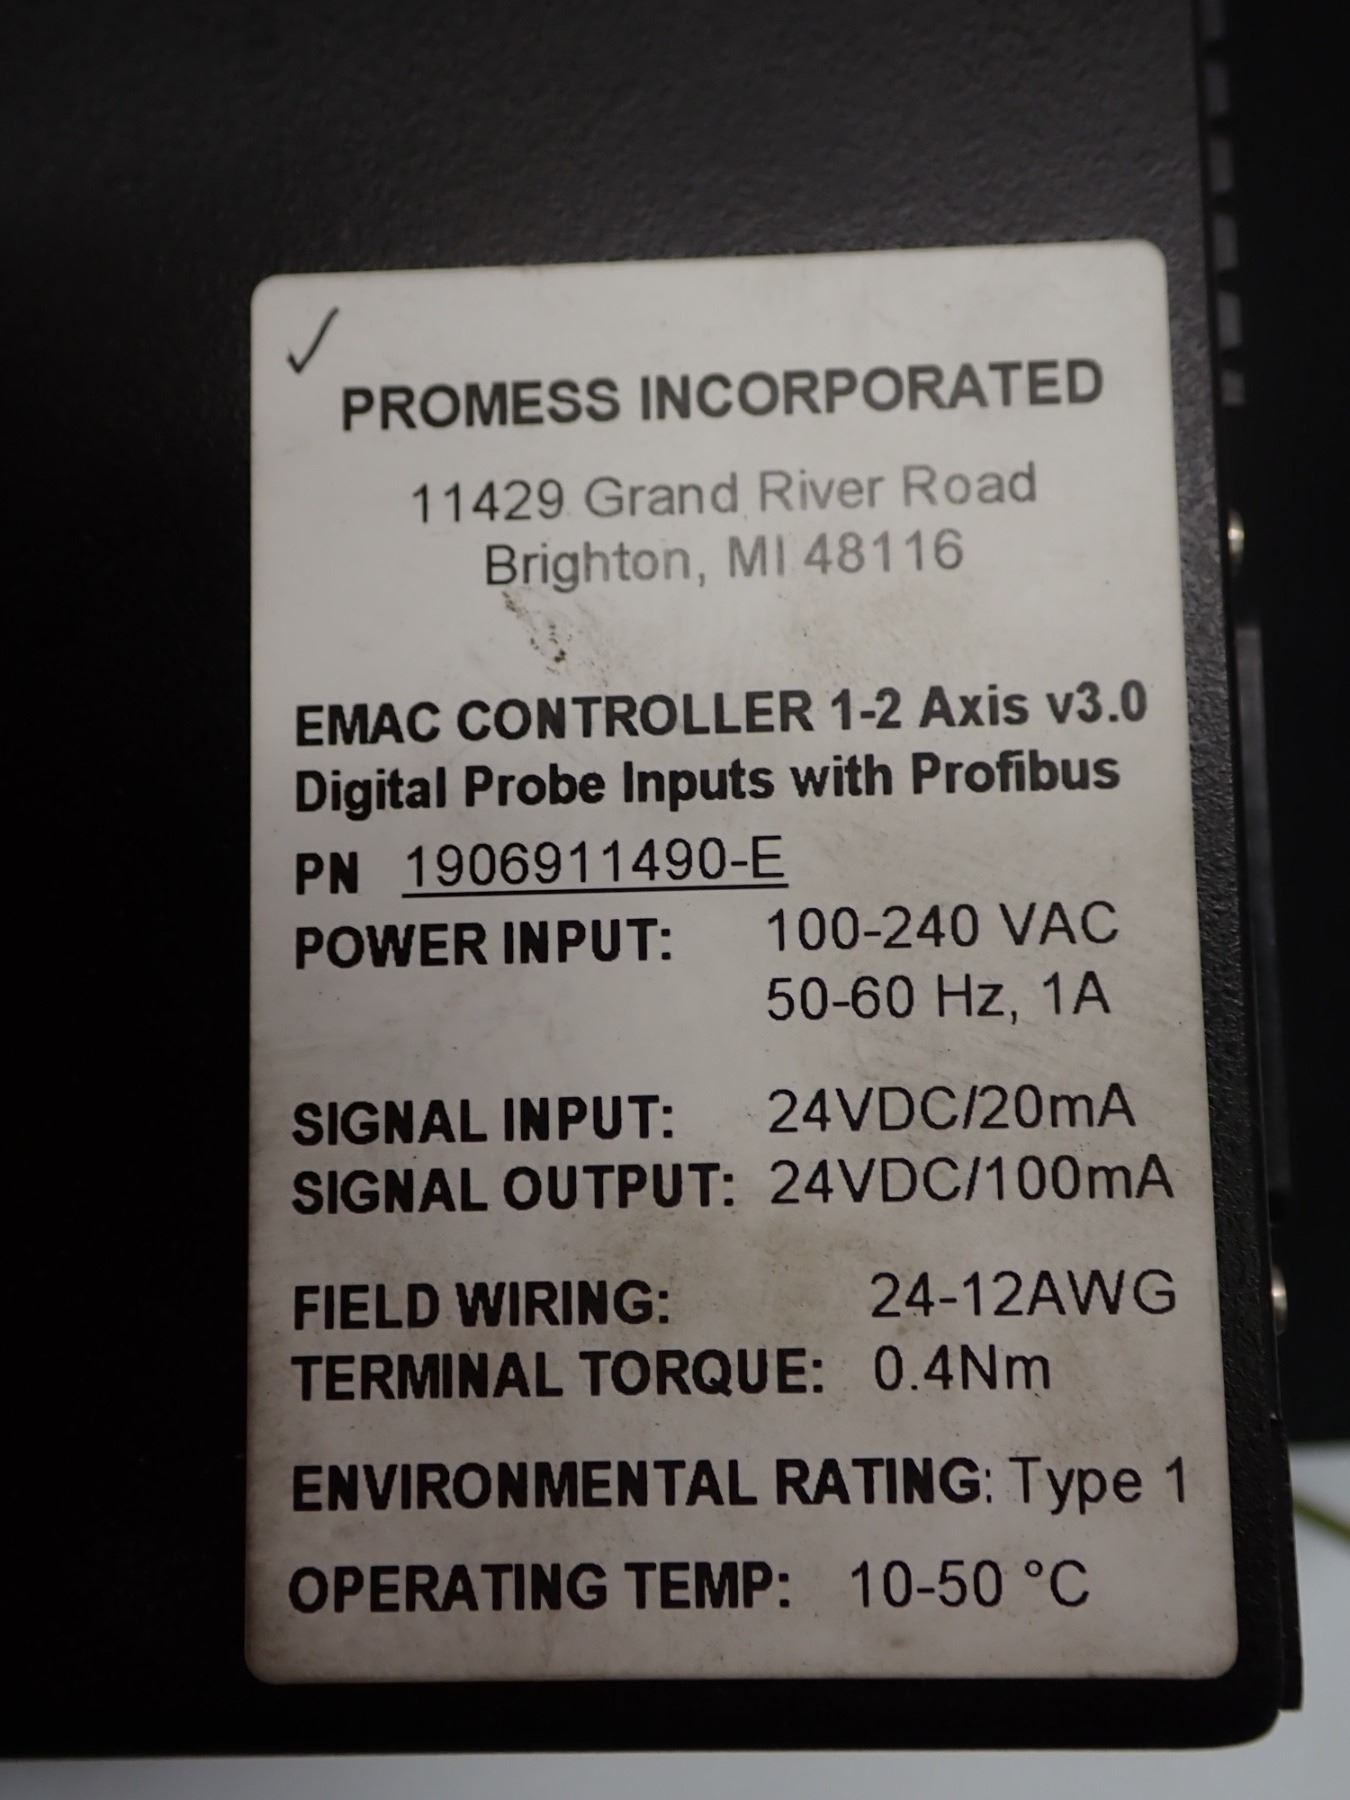 PROMESS INCORPORATED
11429 Grand River Road
Brighton, MI 48116
EMAC CONTROLLER 1-2 Axis v3.0
Digital Probe Inputs with Profibus
PN 1906911490-E
POWER INPUT: 100-240 VAC
50-60 Hz, 1A
SIGNAL INPUT: 24VDC/20mA
SIGNAL OUTPUT: 24VDC/100mA
FIELD WIRING: 24-12AWG
TERMINAL TORQUE: 0.4Nm
ENVIRONMENTAL RATING: Type 1
OPERATING TEMP: 10-50 °C